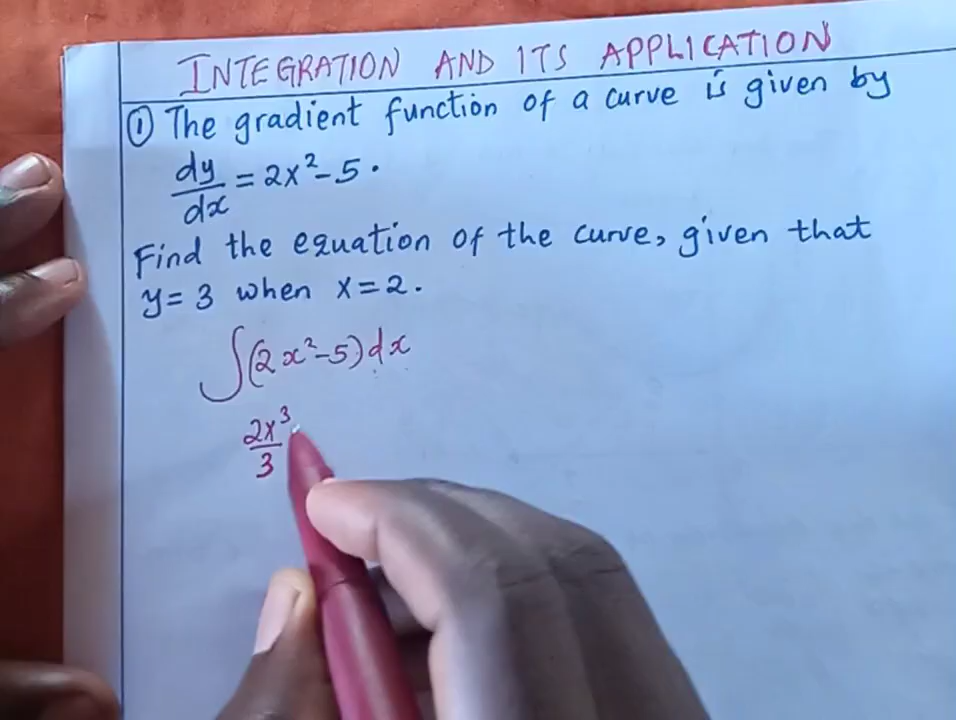 INTEGRATION AND ITS APPLICATION
① The gradient function of a curve is given by
dy/dx = 2x²-5.
Find the equation of the curve, given that
y=3 when x=2.
∫(2x²-5)dx
2x³/3